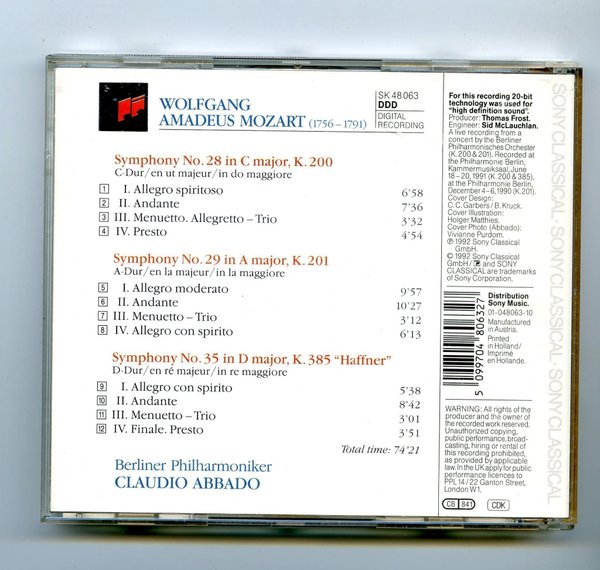 WOLFGANG
AMADEUS MOZART (1756–1791)
SK 48063
DDD
DIGITAL
RECORDING
Symphony No. 28 in C major, K. 200
C-Dur/en ut majeur/in do maggiore
1 I. Allegro spiritoso 6'58
2 II. Andante 7'36
3 III. Menuetto. Allegretto – Trio 3'32
4 IV. Presto 4'54
Symphony No. 29 in A major, K. 201
A-Dur/en la majeur/in la maggiore
5 I. Allegro moderato 9'57
6 II. Andante 10'27
7 III. Menuetto – Trio 3'12
8 IV. Allegro con spirito 6'13
Symphony No. 35 in D major, K. 385 "Haffner"
D-Dur/en ré majeur/in re maggiore
9 I. Allegro con spirito 5'38
10 II. Andante 8'42
11 III. Menuetto – Trio 3'01
12 IV. Finale. Presto 3'51
Total time: 74'21
Berliner Philharmoniker
CLAUDIO ABBADO
For this recording 20-bit
technology was used for
"high definition sound".
Producer: Thomas Frost.
Engineer: Sid McLauchlan.
A live recording from a
concert by the Berliner
Philharmonisches Orchester
(K. 200 & 201). Recorded at
the Philharmonie Berlin,
Kammermusiksaal, June
18–20, 1991 (K. 200 & 385),
at the Philharmonie Berlin,
December 4–6, 1990 (K. 201).
Cover Design:
C. C. Garbers / B. Kruck.
Cover Illustration:
Holger Matthies.
Cover Photo (Abbado):
Vivianne Purdom.
℗ 1992 Sony Classical
GmbH.
© 1992 Sony Classical
GmbH./ and SONY
CLASSICAL are trademarks
of Sony Corporation.
5 099704 806327
Distribution
Sony Music.
01-048063-10
Manufactured
in Austria.
Printed
in Holland/
Imprimé
en Hollande.
WARNING: All rights of the
producer and the owner of
the recorded work reserved.
Unauthorized copying,
public performance, broad-
casting, hiring or rental of
this recording prohibited,
as provided by applicable
law. In the UK apply for public
performance licences to
PPL 14 / 22 Ganton Street,
London W1.
CB 841
CDK
SONY CLASSICAL · SONY CLASSICAL · SONY CLASSICAL